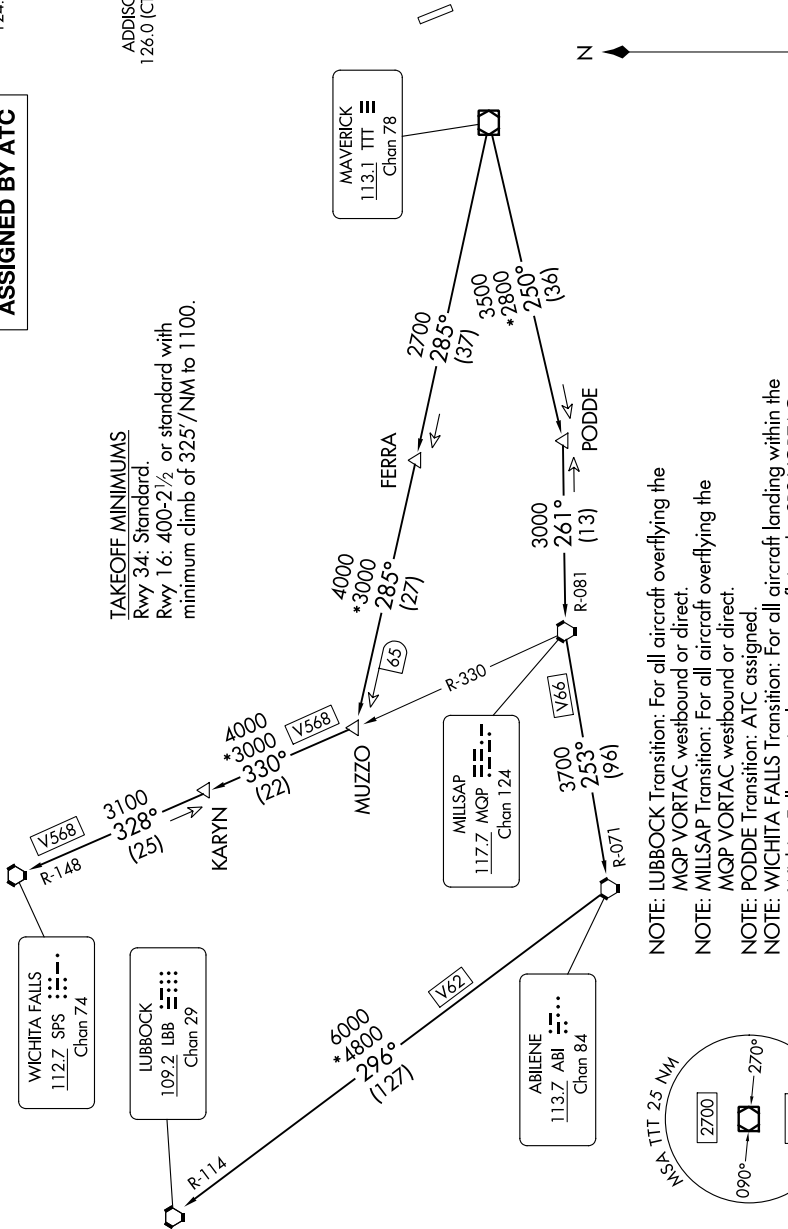 124.
ADDISO
126.0 (CT
ASSIGNED BY ATC
TAKEOFF MINIMUMS
Rwy 34: Standard.
Rwy 16: 400-2½ or standard with
minimum climb of 325'/NM to 1100.
N
MAVERICK
113.1 TTT
Chan 78
2700
285°
(37)
3500
*2800
250°
(36)
FERRA
PODDE
4000
*3000
285°
(27)
65
3000
261°
(13)
R-081
R-330
MUZZO
V568
4000
*3000
330°
(22)
KARYN
3100
328°
(25)
V568
R-148
WICHITA FALLS
112.7 SPS
Chan 74
LUBBOCK
109.2 LBB
Chan 29
MILLSAP
117.7 MQP
Chan 124
V66
3700
253°
(96)
R-071
ABILENE
113.7 ABI
Chan 84
V62
6000
*4800
296°
(127)
R-114
MSA TTT 25 NM
2700
090°
270°
NOTE: LUBBOCK Transition: For all aircraft overflying the
MQP VORTAC westbound or direct.
NOTE: MILLSAP Transition: For all aircraft overflying the
MQP VORTAC westbound or direct.
NOTE: PODDE Transition: ATC assigned.
NOTE: WICHITA FALLS Transition: For all aircraft landing within the